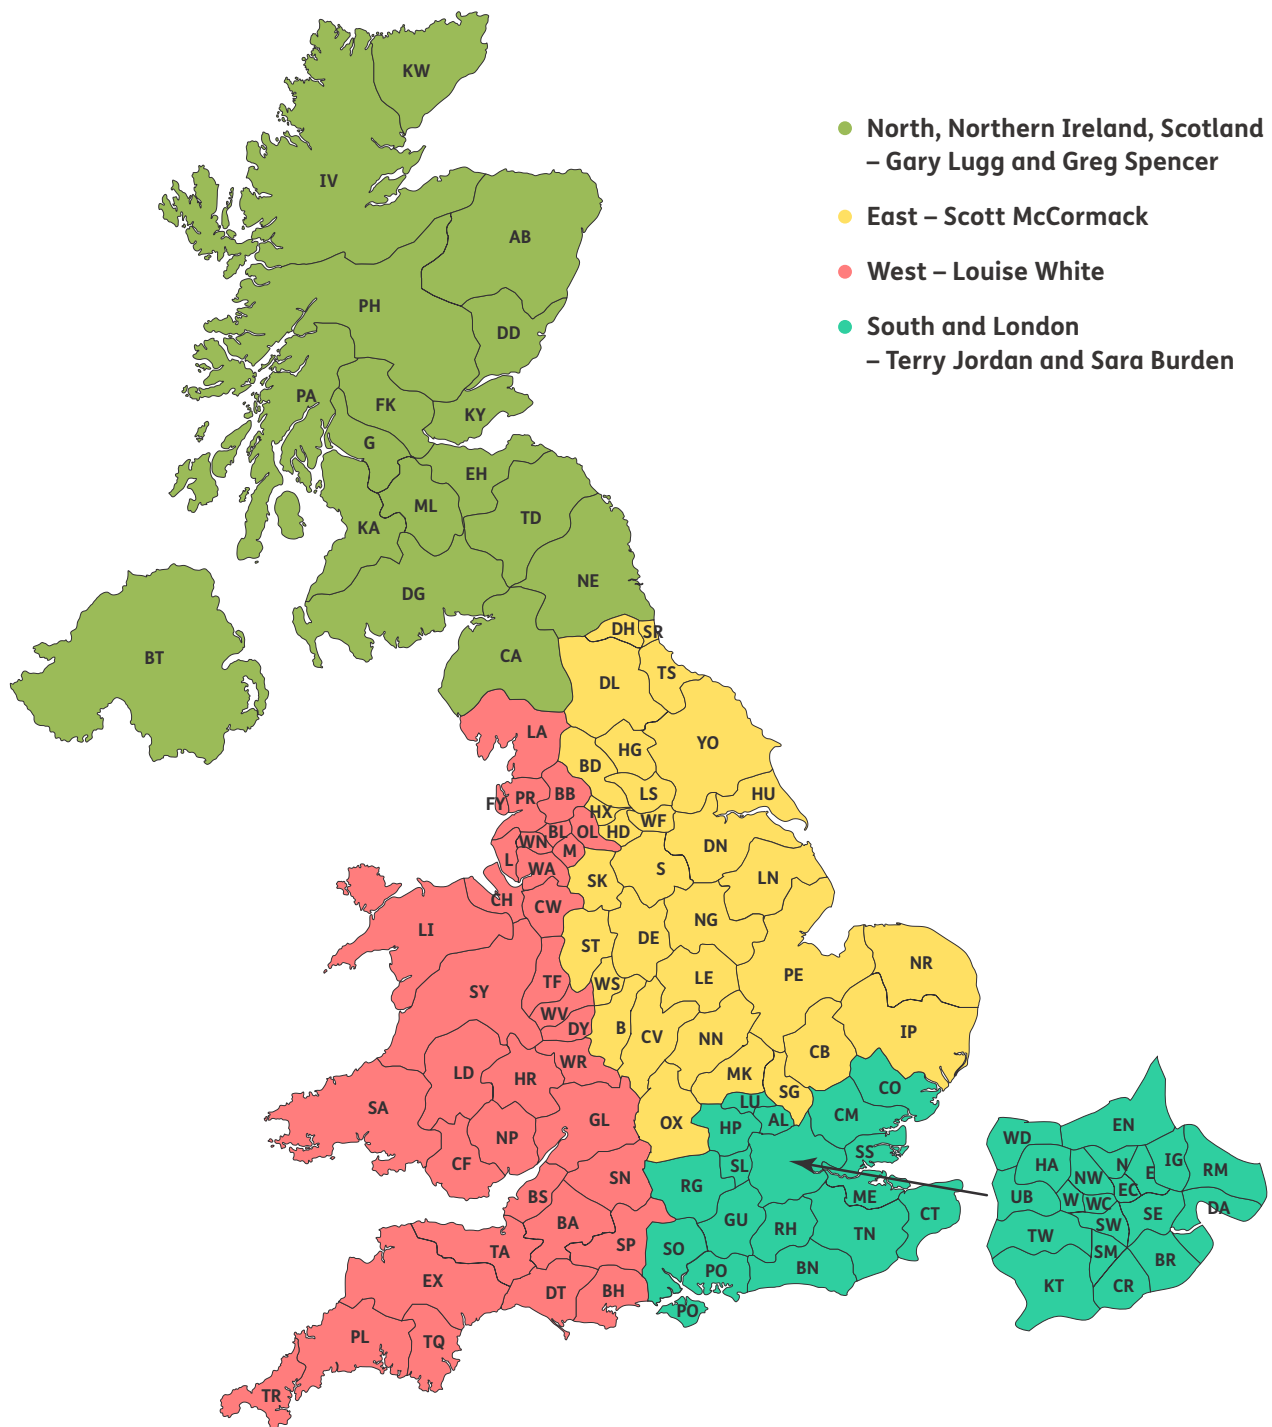 North, Northern Ireland, Scotland
– Gary Lugg and Greg Spencer
East – Scott McCormack
West – Louise White
South and London
– Terry Jordan and Sara Burden
KW
IV
AB
PH
DD
PA
FK
KY
G
EH
ML
TD
KA
NE
DG
BT
CA
DH
SR
DL
TS
LA
HG
YO
BD
LS
HU
FY
PR
BB
HX
WF
BL
OL
HD
WN
M
DN
L
WA
S
SK
LN
CH
CW
NG
LI
ST
DE
NR
TF
WS
LE
PE
SY
WV
DY
B
CV
NN
IP
CB
WR
LD
HR
MK
SG
CO
LU
SA
GL
OX
HP
AL
CM
NP
CF
SL
SS
SN
RG
ME
BS
BA
GU
RH
TN
CT
TA
SP
SO
PO
BN
EX
DT
BH
PO
PL
TQ
TR
WD
EN
HA
NW
N
E
IG
RM
UB
W
WC
EC
SE
DA
TW
SW
SM
BR
KT
CR